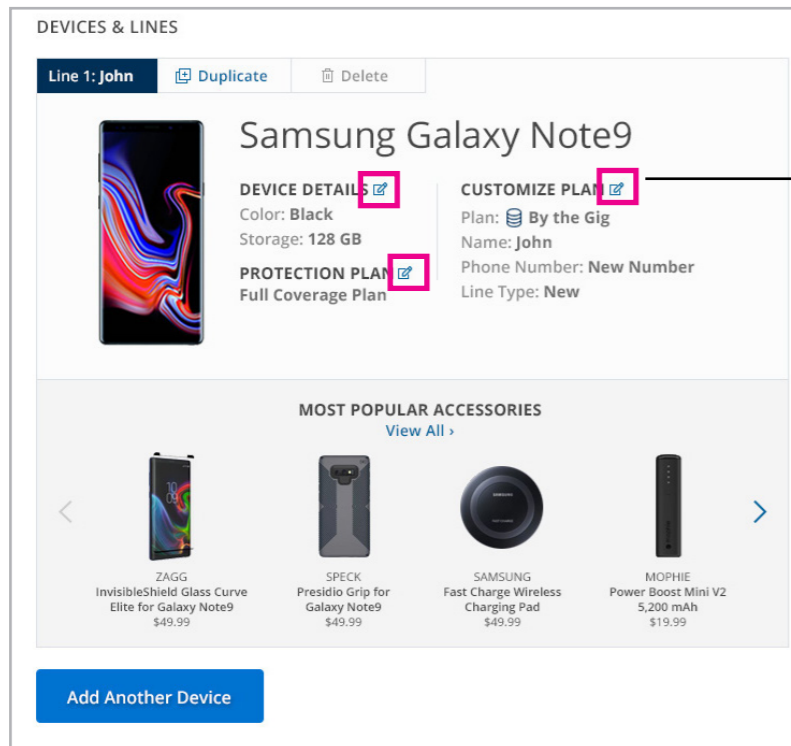 DEVICES & LINES
Line 1: John
Duplicate
Delete
Samsung Galaxy Note9
DEVICE DETAILS
Color: Black
Storage: 128 GB
PROTECTION PLAN
Full Coverage Plan
CUSTOMIZE PLAN
Plan: By the Gig
Name: John
Phone Number: New Number
Line Type: New
MOST POPULAR ACCESSORIES
View All ›
ZAGG
InvisibleShield Glass Curve
Elite for Galaxy Note9
$49.99
SPECK
Presidio Grip for
Galaxy Note9
$49.99
SAMSUNG
Fast Charge Wireless
Charging Pad
$49.99
MOPHIE
Power Boost Mini V2
5,200 mAh
$19.99
Add Another Device